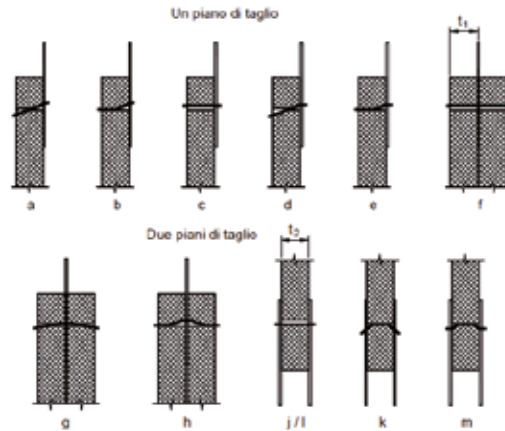 Un piano di taglio
t1
a b c d e f
Due piani di taglio
t2
g h j / l k m